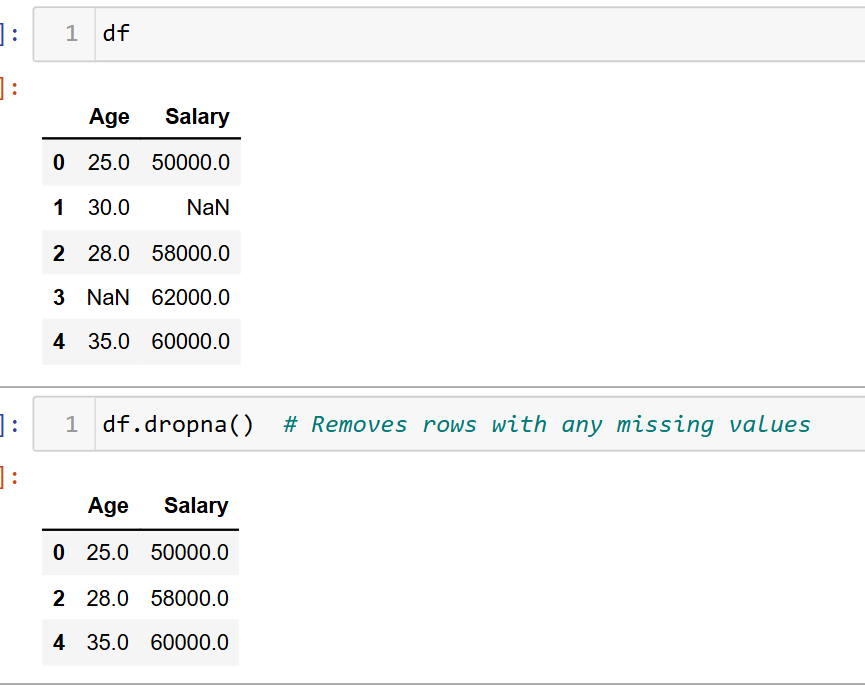 ]:
1 df
]:
Age Salary
0 25.0 50000.0
1 30.0 NaN
2 28.0 58000.0
3 NaN 62000.0
4 35.0 60000.0
]:
1 df.dropna() # Removes rows with any missing values
]:
Age Salary
0 25.0 50000.0
2 28.0 58000.0
4 35.0 60000.0